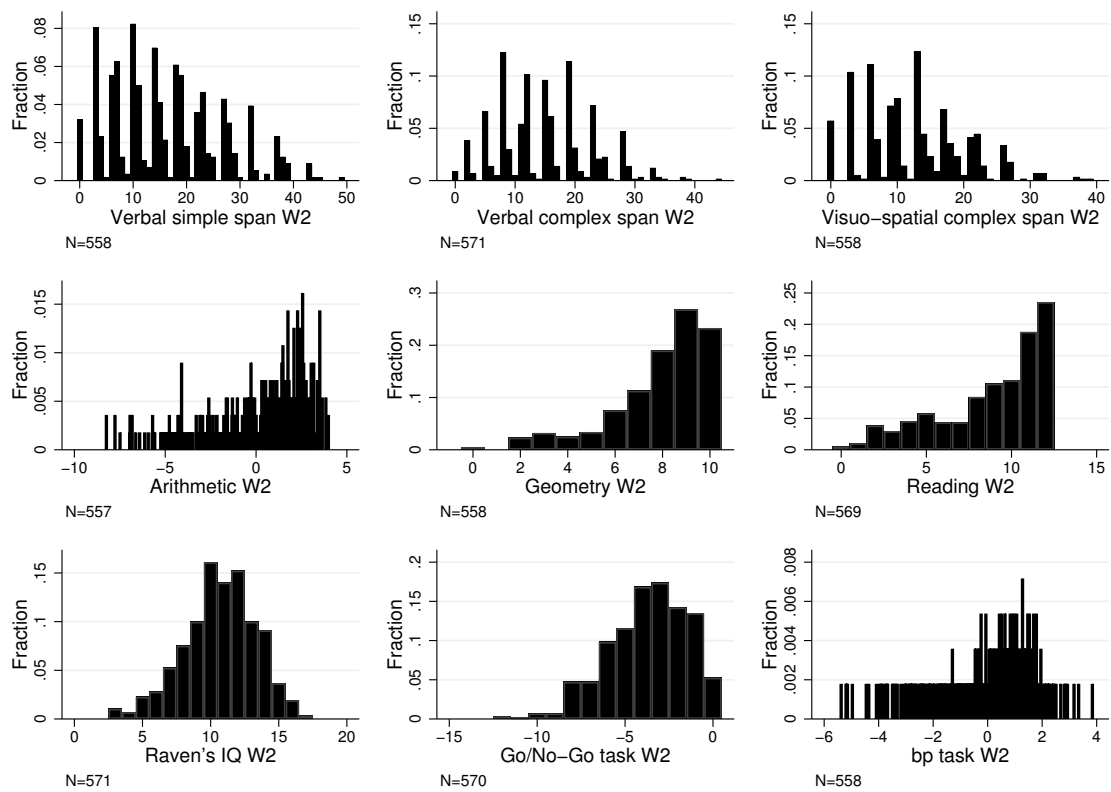 Fraction
0 .02 .04 .06 .08
0 10 20 30 40 50
Verbal simple span W2
N=558
Fraction
0 .05 .1 .15
0 10 20 30 40
Verbal complex span W2
N=571
Fraction
0 .05 .1 .15
0 10 20 30 40
Visuo−spatial complex span W2
N=558
Fraction
0 .005 .01 .015
−10 −5 0 5
Arithmetic W2
N=557
Fraction
0 .1 .2 .3
0 2 4 6 8 10
Geometry W2
N=558
Fraction
0 .05 .1 .15 .2 .25
0 5 10 15
Reading W2
N=569
Fraction
0 .05 .1 .15
0 5 10 15 20
Raven's IQ W2
N=571
Fraction
0 .05 .1 .15 .2
−15 −10 −5 0
Go/No−Go task W2
N=570
Fraction
0 .002 .004 .006 .008
−6 −4 −2 0 2 4
bp task W2
N=558